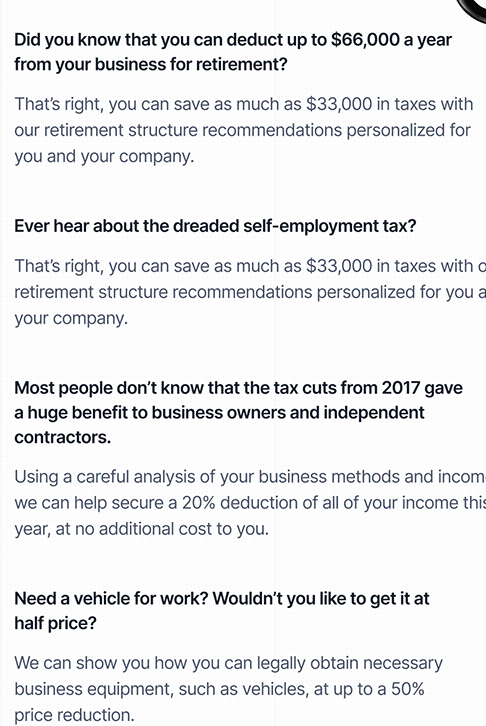 Did you know that you can deduct up to $66,000 a year
from your business for retirement?
That's right, you can save as much as $33,000 in taxes with
our retirement structure recommendations personalized for
you and your company.
Ever hear about the dreaded self-employment tax?
That's right, you can save as much as $33,000 in taxes with
retirement structure recommendations personalized for you
your company.
Most people don't know that the tax cuts from 2017 gave
a huge benefit to business owners and independent
contractors.
Using a careful analysis of your business methods and
we can help secure a 20% deduction of all of your income
year, at no additional cost to you.
Need a vehicle for work? Wouldn't you like to get it at
half price?
We can show you how you can legally obtain necessary
business equipment, such as vehicles, at up to a 50%
price reduction.